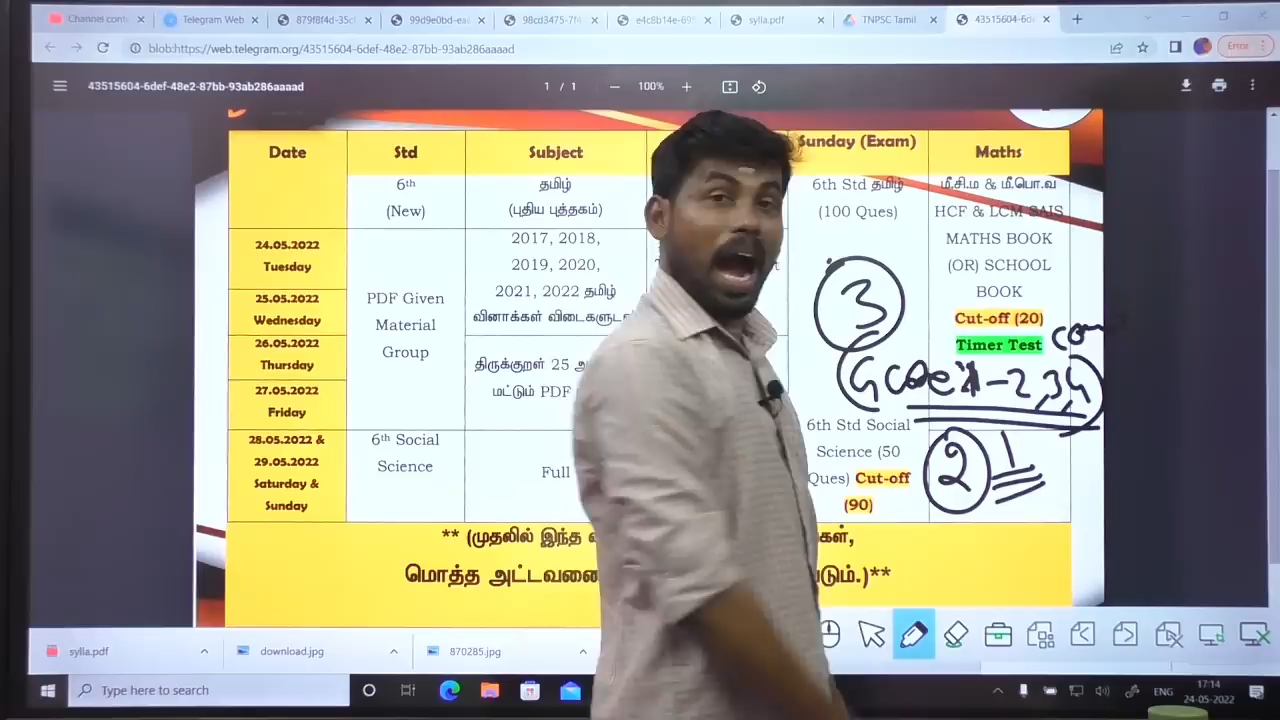 Channel cont
Telegram Web
879f8f4d-35c
99d9e0bd-ea
98cd3475-7f4
e4c8b14e-69
sylla.pdf
TNPSC Tamil
43515604-6d
blob:https://web.telegram.org/43515604-6def-48e2-87bb-93ab286aaaad
Error
43515604-6def-48e2-87bb-93ab286aaaad
1 / 1
100%
Date
Std
Subject
Sunday (Exam)
Maths
6th
(New)
தமிழ்
(புதிய புத்தகம்)
6th Std தமிழ்
(100 Ques)
மீ.சி.ம & மீ.பொ.வ
HCF & LCM SAIS
MATHS BOOK
(OR) SCHOOL
BOOK
Cut-off (20)
Timer Test
24.05.2022
Tuesday
25.05.2022
Wednesday
26.05.2022
Thursday
27.05.2022
Friday
28.05.2022 &
29.05.2022
Saturday &
Sunday
PDF Given
Material
Group
2017, 2018,
2019, 2020,
2021, 2022 தமிழ்
வினாக்கள் விடைகளுட
திருக்குறள் 25 அ
மட்டும் PDF
3
2
1
6th Social
Science
Full
6th Std Social
Science (50
Ques) Cut-off
(90)
** (முதலில் இந்த
கள்,
மொத்த அட்டவணை
படும்.)**
sylla.pdf
download.jpg
870285.jpg
Type here to search
ENG
17:14
24-05-2022